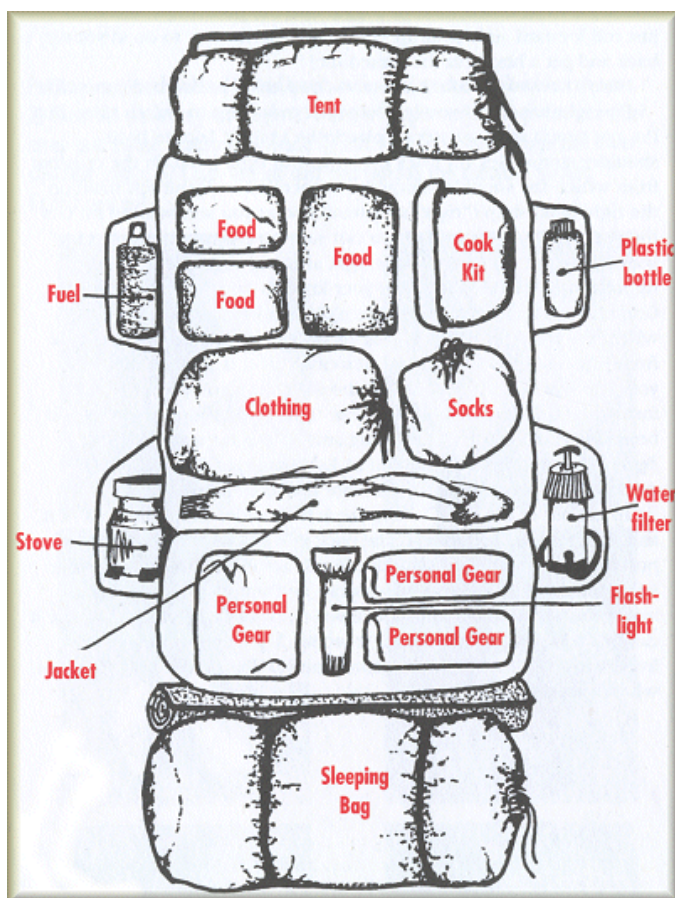 Tent
Food
Food
Cook
Kit
Plastic
bottle
Fuel
Food
Clothing
Socks
Water
filter
Stove
Personal Gear
Flash-
light
Personal
Gear
Personal Gear
Jacket
Sleeping
Bag